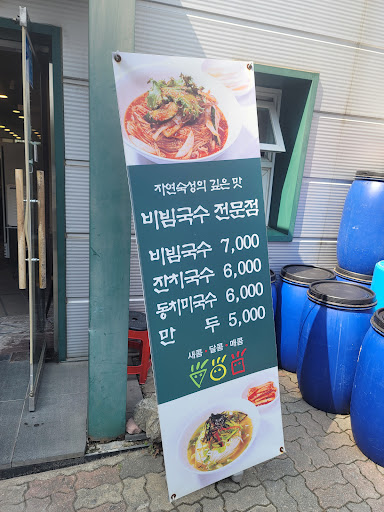 자연숙성의 깊은 맛
비빔국수 전문점
비빔국수 7,000
잔치국수 6,000
동치미국수 6,000
만 두 5,000
새콤·달콤·매콤